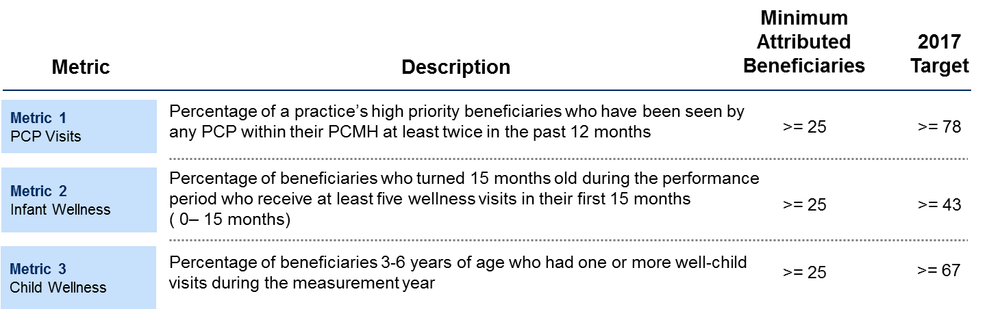 Metric
Description
Minimum
Attributed
Beneficiaries
2017
Target
Metric 1
PCP Visits
Percentage of a practice's high priority beneficiaries who have been seen by
any PCP within their PCMH at least twice in the past 12 months
>= 25
>= 78
Metric 2
Infant Wellness
Percentage of beneficiaries who turned 15 months old during the performance
period who receive at least five wellness visits in their first 15 months
( 0– 15 months)
>= 25
>= 43
Metric 3
Child Wellness
Percentage of beneficiaries 3-6 years of age who had one or more well-child
visits during the measurement year
>= 25
>= 67